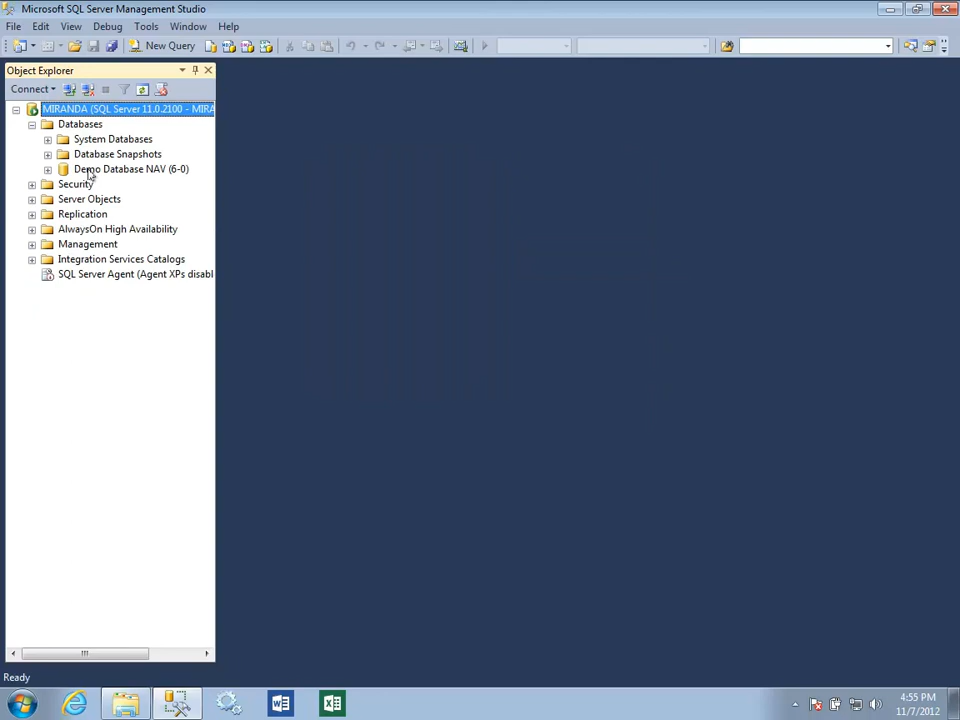 Microsoft SQL Server Management Studio
File Edit View Debug Tools Window Help
New Query
Object Explorer
Connect
MIRANDA (SQL Server 11.0.2100 - MIRA
Databases
System Databases
Database Snapshots
Demo Database NAV (6-0)
Security
Server Objects
Replication
AlwaysOn High Availability
Management
Integration Services Catalogs
SQL Server Agent (Agent XPs disabl
Ready
4:55 PM
11/7/2012